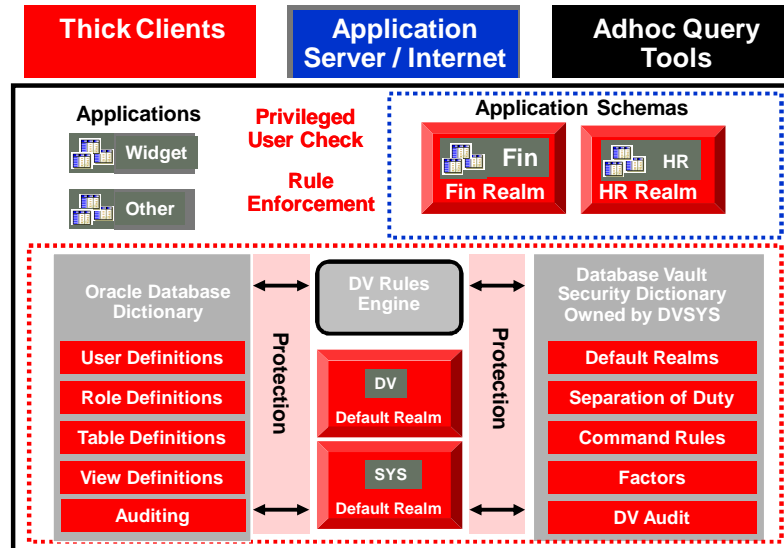 Thick Clients
Application
Server / Internet
Adhoc Query
Tools
Applications
Widget
Other
Privileged
User Check
Rule
Enforcement
Application Schemas
Fin
Fin Realm
HR
HR Realm
Oracle Database
Dictionary
User Definitions
Role Definitions
Table Definitions
View Definitions
Auditing
Protection
DV Rules
Engine
DV
Default Realm
SYS
Default Realm
Protection
Database Vault
Security Dictionary
Owned by DVSYS
Default Realms
Separation of Duty
Command Rules
Factors
DV Audit